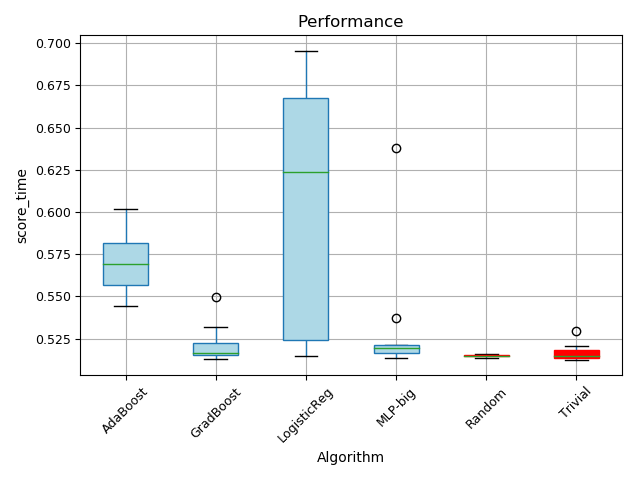 Performance
0.700
0.675
0.650
0.625
0.600
0.575
0.550
0.525
score_time
AdaBoost
GradBoost
LogisticReg
MLP-big
Random
Trivial
Algorithm